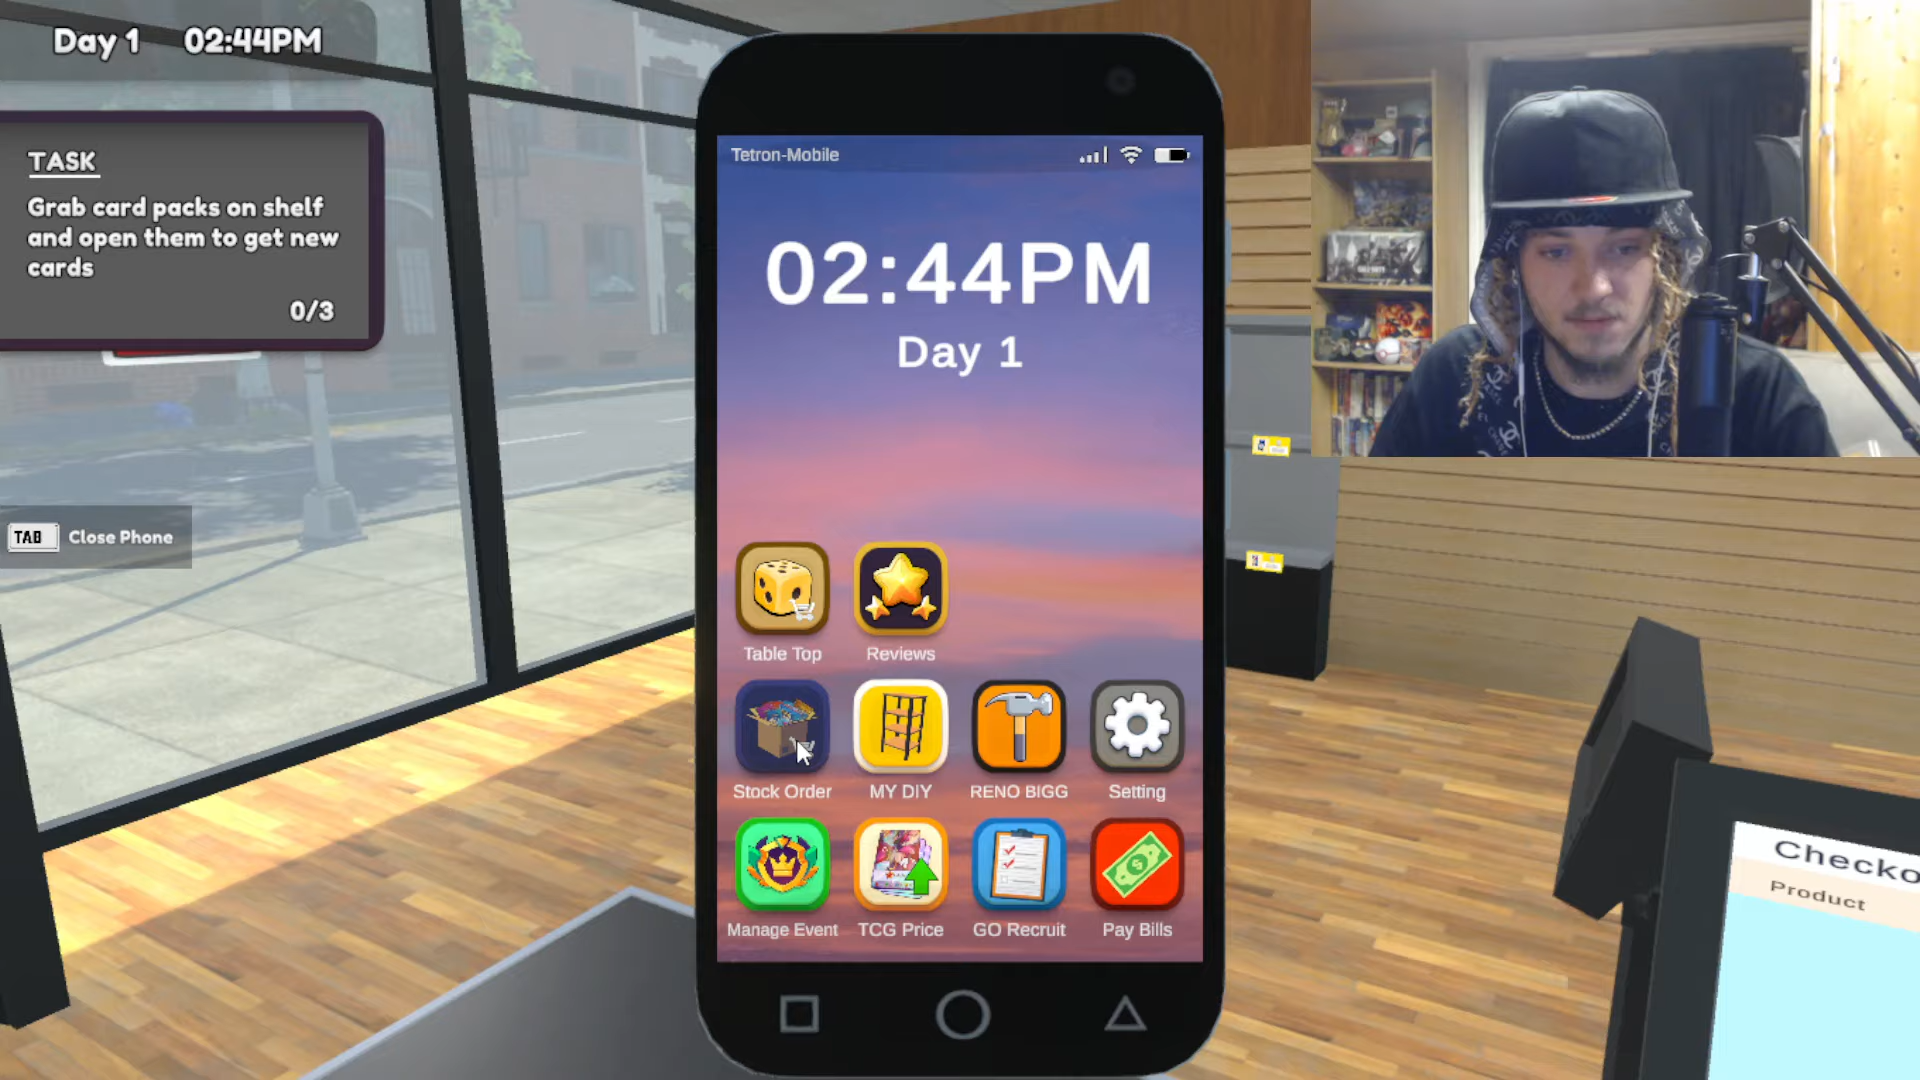 Day 1 02:44PM
TASK
Grab card packs on shelf
and open them to get new
cards
0/3
TAB Close Phone
Tetron-Mobile
02:44PM
Day 1
Table Top Reviews
Stock Order MY DIY RENO BIGG Setting
Manage Event TCG Price GO Recruit Pay Bills
Checko
Product